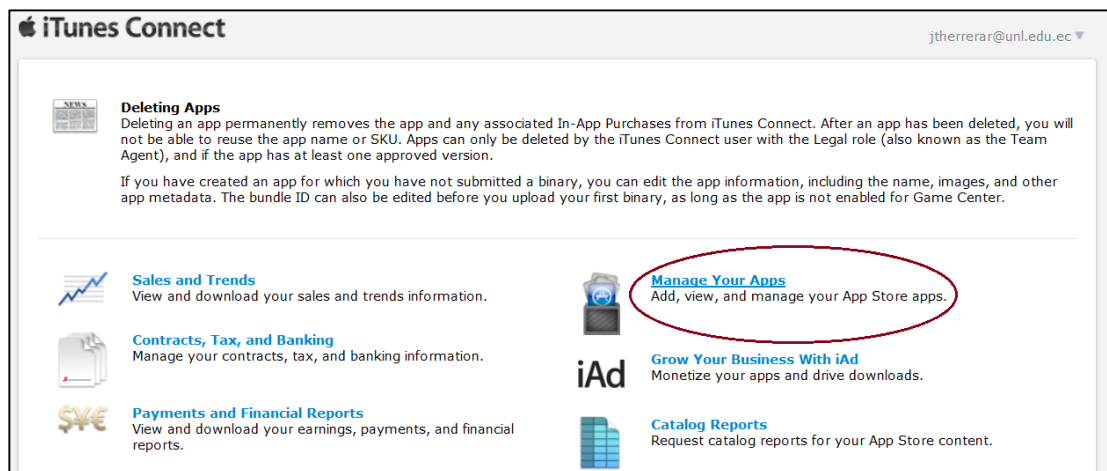 iTunes Connect
jtherrerar@unl.edu.ec
NEWS
Deleting Apps
Deleting an app permanently removes the app and any associated In-App Purchases from iTunes Connect. After an app has been deleted, you will
not be able to reuse the app name or SKU. Apps can only be deleted by the iTunes Connect user with the Legal role (also known as the Team
Agent), and if the app has at least one approved version.
If you have created an app for which you have not submitted a binary, you can edit the app information, including the name, images, and other
app metadata. The bundle ID can also be edited before you upload your first binary, as long as the app is not enabled for Game Center.
Sales and Trends
View and download your sales and trends information.
Manage Your Apps
Add, view, and manage your App Store apps.
Contracts, Tax, and Banking
Manage your contracts, tax, and banking information.
iAd
Grow Your Business With iAd
Monetize your apps and drive downloads.
$¥€
Payments and Financial Reports
View and download your earnings, payments, and financial
reports.
Catalog Reports
Request catalog reports for your App Store content.